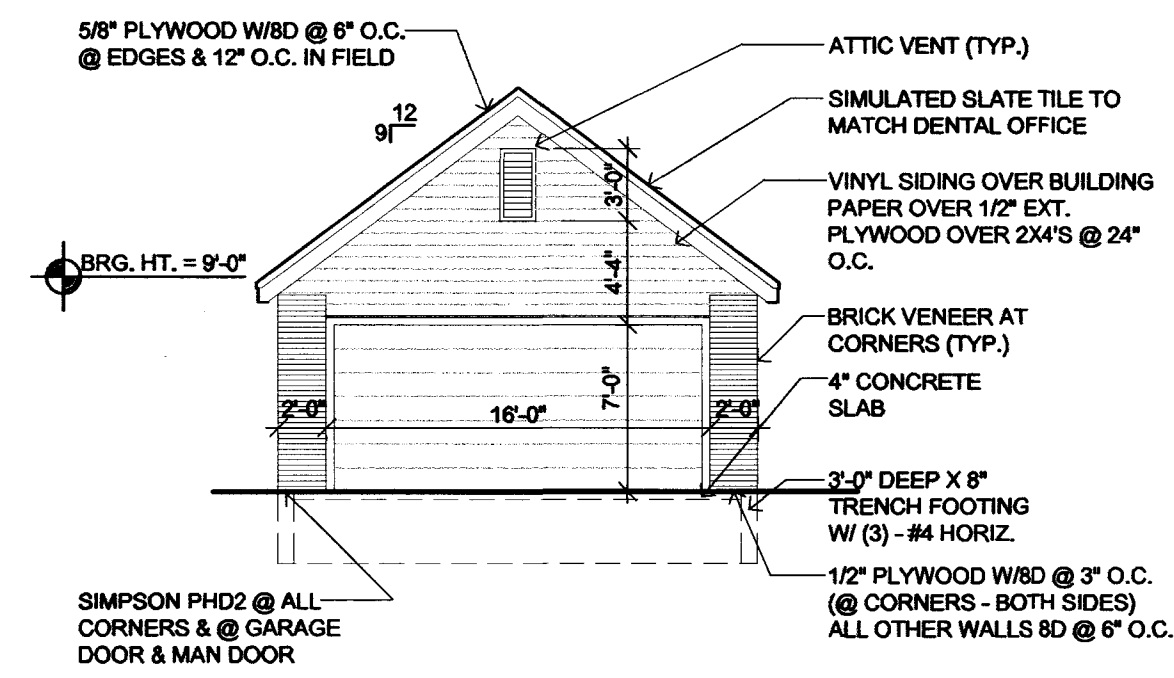 5/8" PLYWOOD W/8D @ 6" O.C.
@ EDGES & 12" O.C. IN FIELD
ATTIC VENT (TYP.)
12
9
SIMULATED SLATE TILE TO
MATCH DENTAL OFFICE
3'-0"
VINYL SIDING OVER BUILDING
PAPER OVER 1/2" EXT.
PLYWOOD OVER 2X4'S @ 24"
O.C.
BRG. HT. = 9'-0"
4'-4"
BRICK VENEER AT
CORNERS (TYP.)
4" CONCRETE
SLAB
7'-0"
2'-0"
16'-0"
2'-0"
3'-0" DEEP X 8"
TRENCH FOOTING
W/ (3) - #4 HORIZ.
1/2" PLYWOOD W/8D @ 3" O.C.
(@ CORNERS - BOTH SIDES)
ALL OTHER WALLS 8D @ 6" O.C.
SIMPSON PHD2 @ ALL
CORNERS & @ GARAGE
DOOR & MAN DOOR